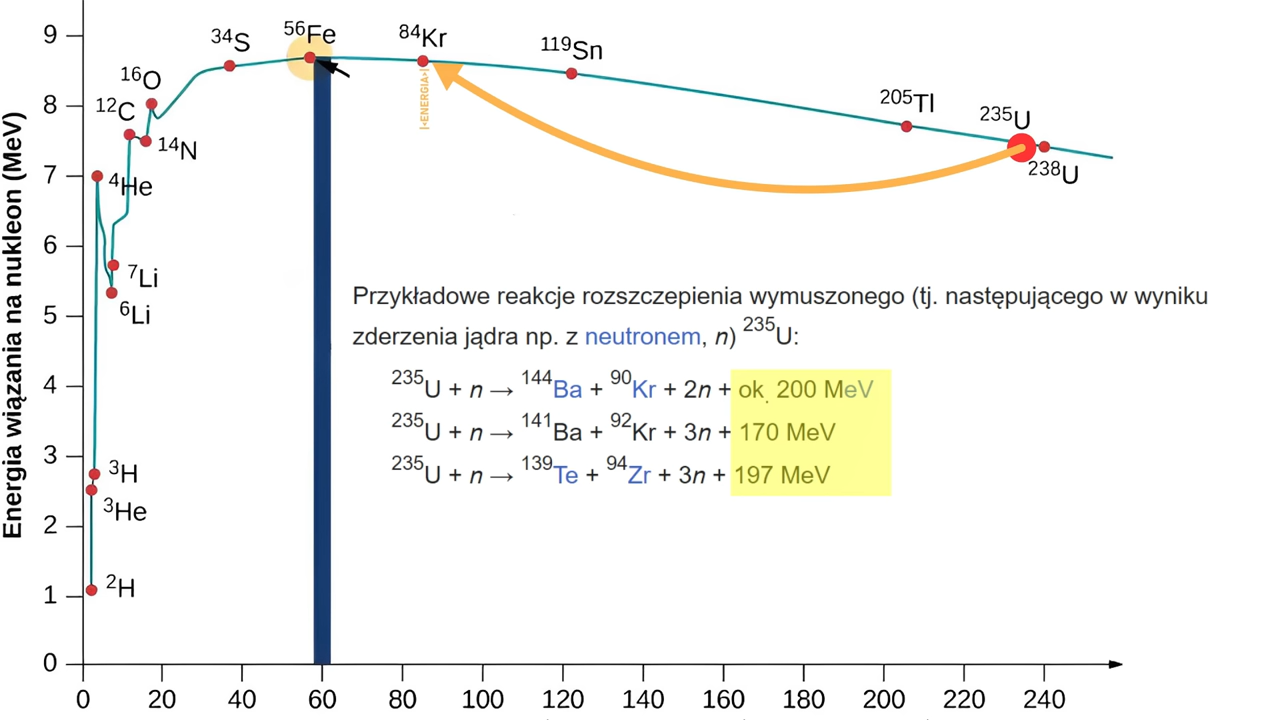 Energia wiązania na nukleon (MeV)
9
8
7
6
5
4
3
2
1
0
0 20 40 60 80 100 120 140 160 180 200 220 240
³⁴S
⁵⁶Fe
⁸⁴Kr
¹¹⁹Sn
¹⁶O
¹²C
¹⁴N
²⁰⁵Tl
²³⁵U
²³⁸U
⁴He
⁷Li
⁶Li
³H
³He
²H
|<ENERGIA>|
Przykładowe reakcje rozszczepienia wymuszonego (tj. następującego w wyniku
zderzenia jądra np. z neutronem, n) ²³⁵U:
²³⁵U + n → ¹⁴⁴Ba + ⁹⁰Kr + 2n + ok. 200 MeV
²³⁵U + n → ¹⁴¹Ba + ⁹²Kr + 3n + 170 MeV
²³⁵U + n → ¹³⁹Te + ⁹⁴Zr + 3n + 197 MeV